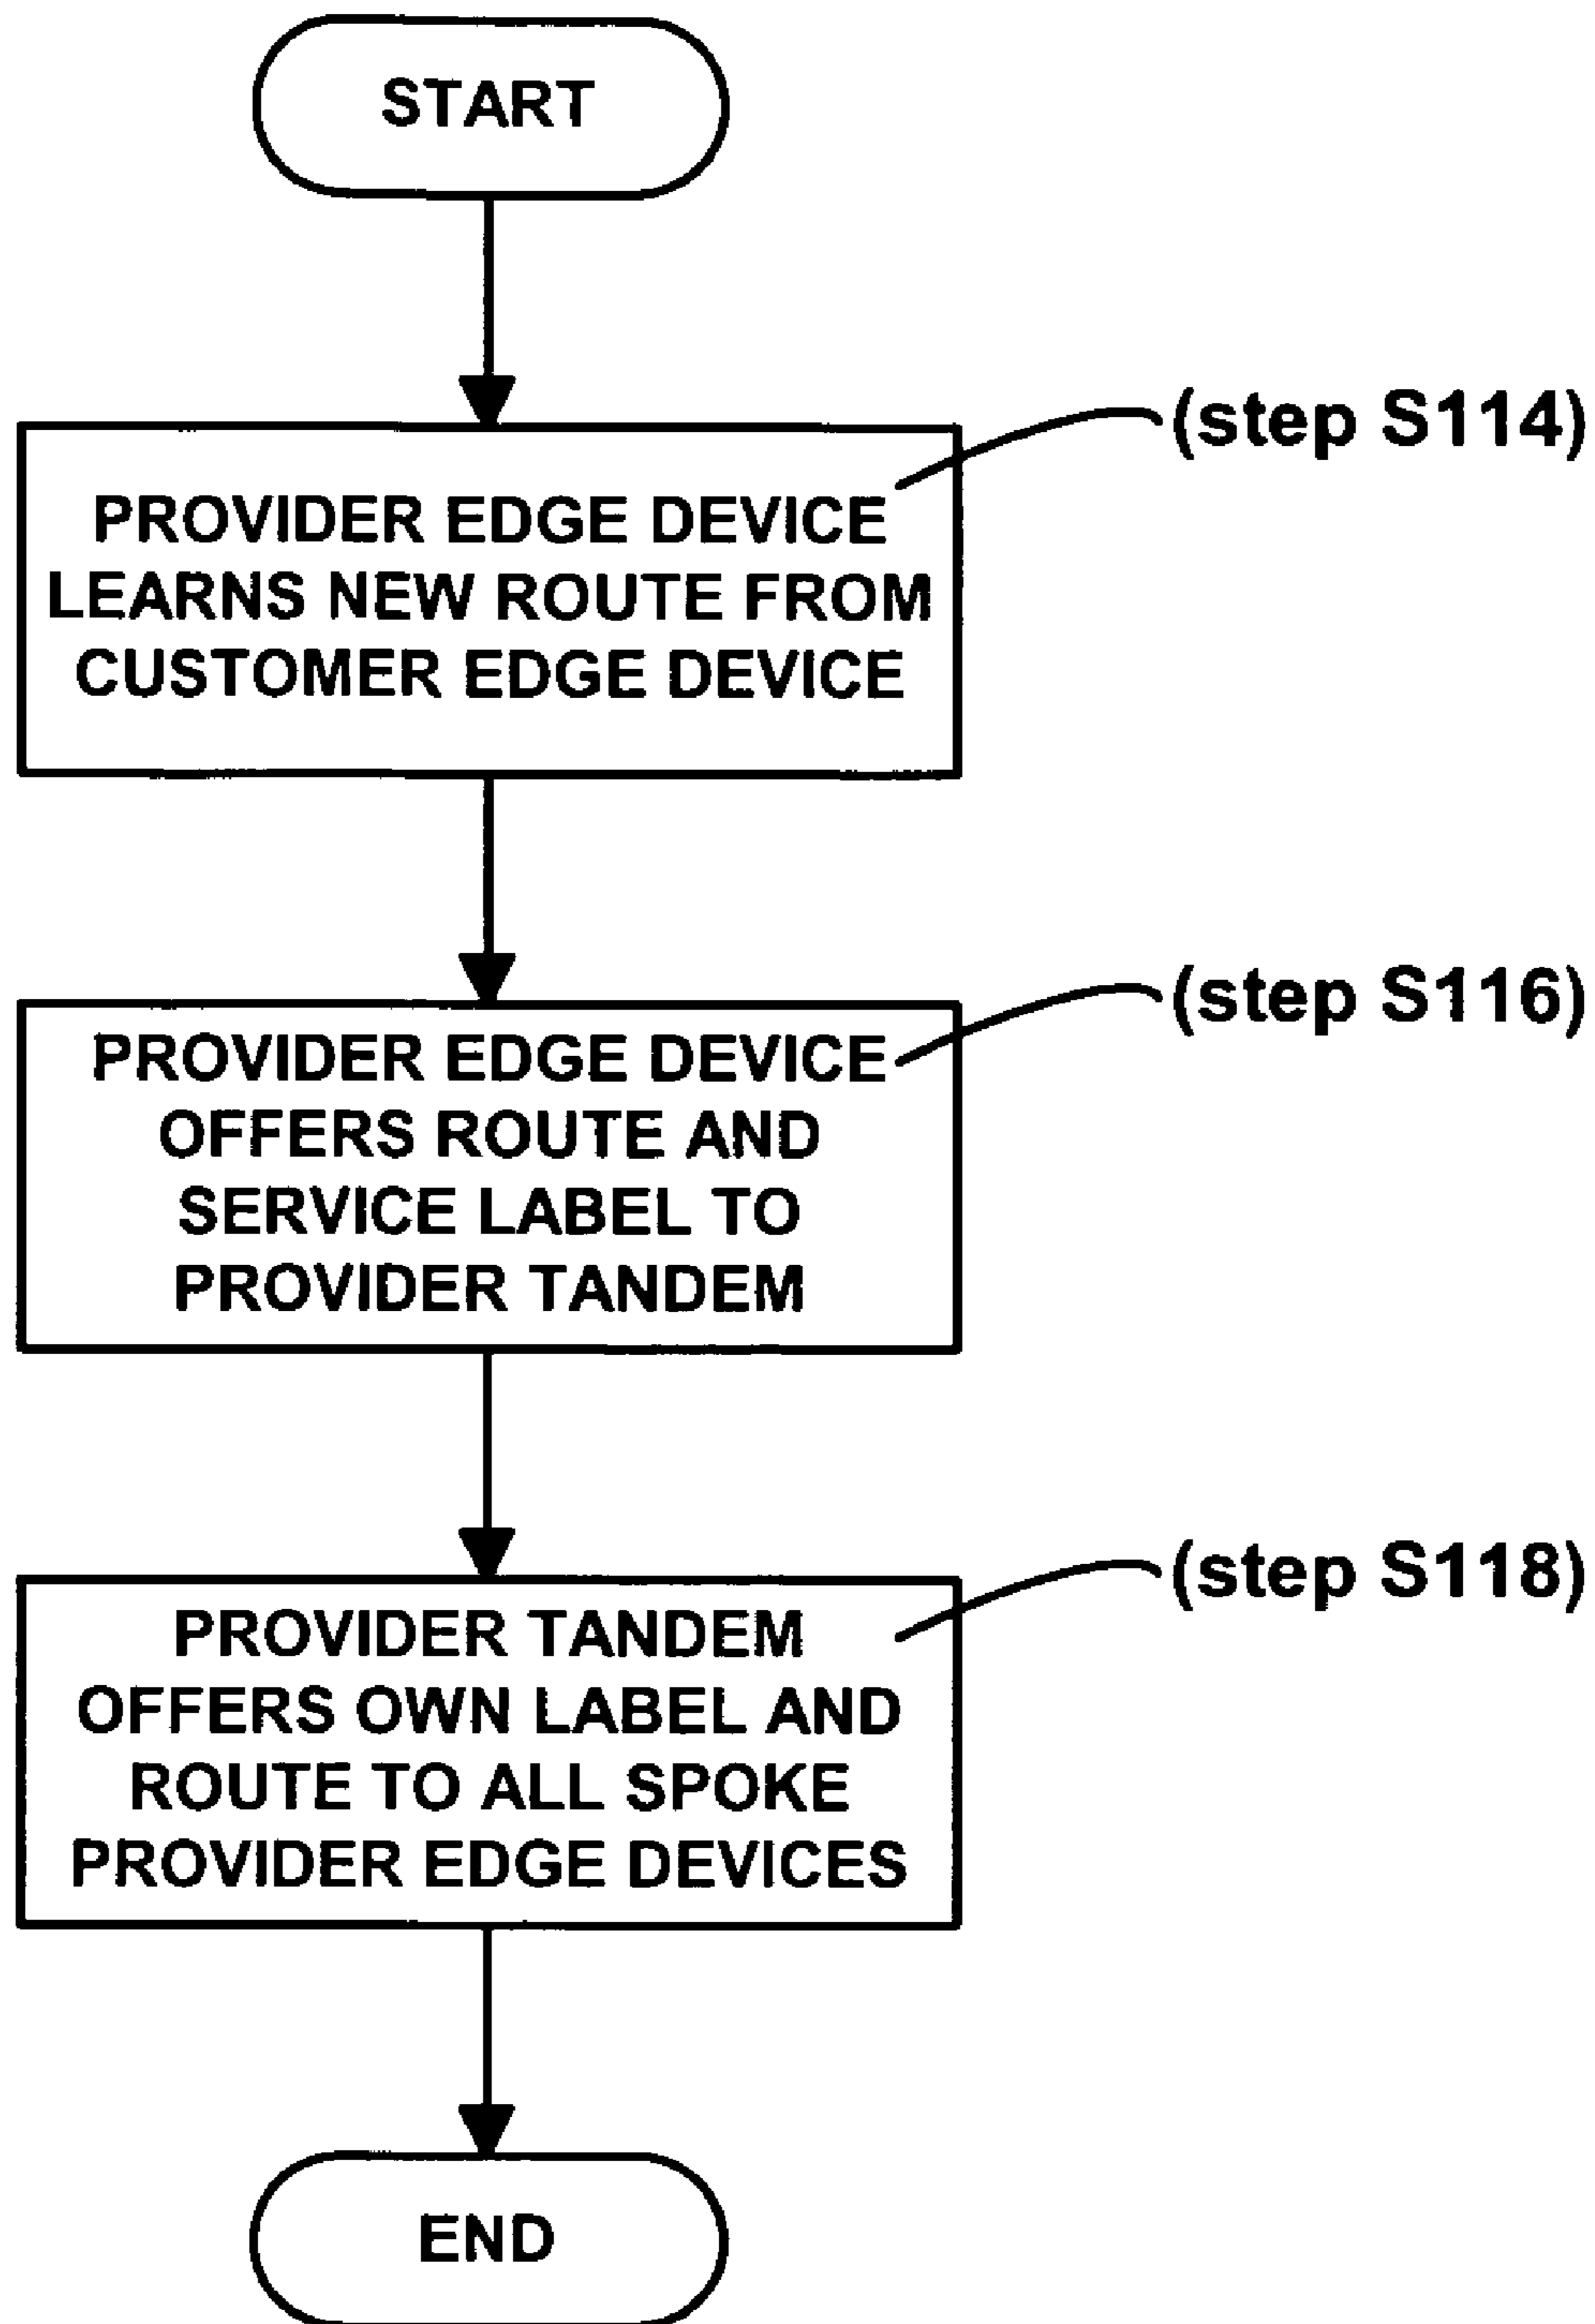 START
(step S114)
PROVIDER EDGE DEVICE
LEARNS NEW ROUTE FROM
CUSTOMER EDGE DEVICE
(step S116)
PROVIDER EDGE DEVICE
OFFERS ROUTE AND
SERVICE LABEL TO
PROVIDER TANDEM
(step S118)
PROVIDER TANDEM
OFFERS OWN LABEL AND
ROUTE TO ALL SPOKE
PROVIDER EDGE DEVICES
END